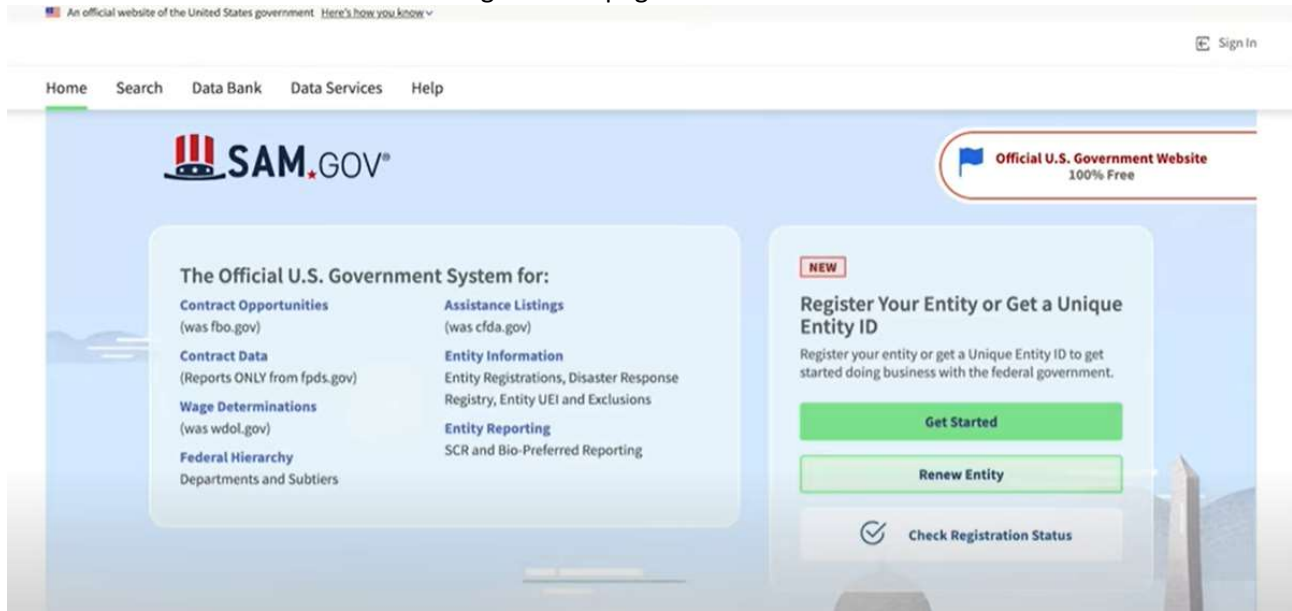 An official website of the United States government Here's how you know
Sign In
Home Search Data Bank Data Services Help
SAM.GOV®
Official U.S. Government Website
100% Free
The Official U.S. Government System for:
Contract Opportunities
(was fbo.gov)
Contract Data
(Reports ONLY from fpds.gov)
Wage Determinations
(was wdol.gov)
Federal Hierarchy
Departments and Subtiers
Assistance Listings
(was cfda.gov)
Entity Information
Entity Registrations, Disaster Response
Registry, Entity UEI and Exclusions
Entity Reporting
SCR and Bio-Preferred Reporting
NEW
Register Your Entity or Get a Unique
Entity ID
Register your entity or get a Unique Entity ID to get
started doing business with the federal government.
Get Started
Renew Entity
Check Registration Status